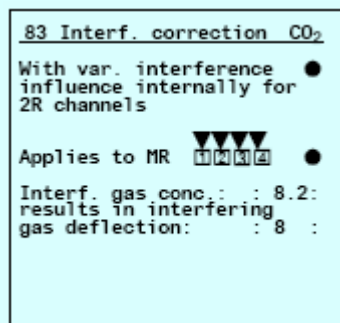 83 Interf. correction CO₂
With var. interference ●
influence internally for
2R channels
▼▼▼▼
Applies to MR 1 2 3 4 ●
Interf. gas conc.: : 8.2:
results in interfering
gas deflection: : 8 :